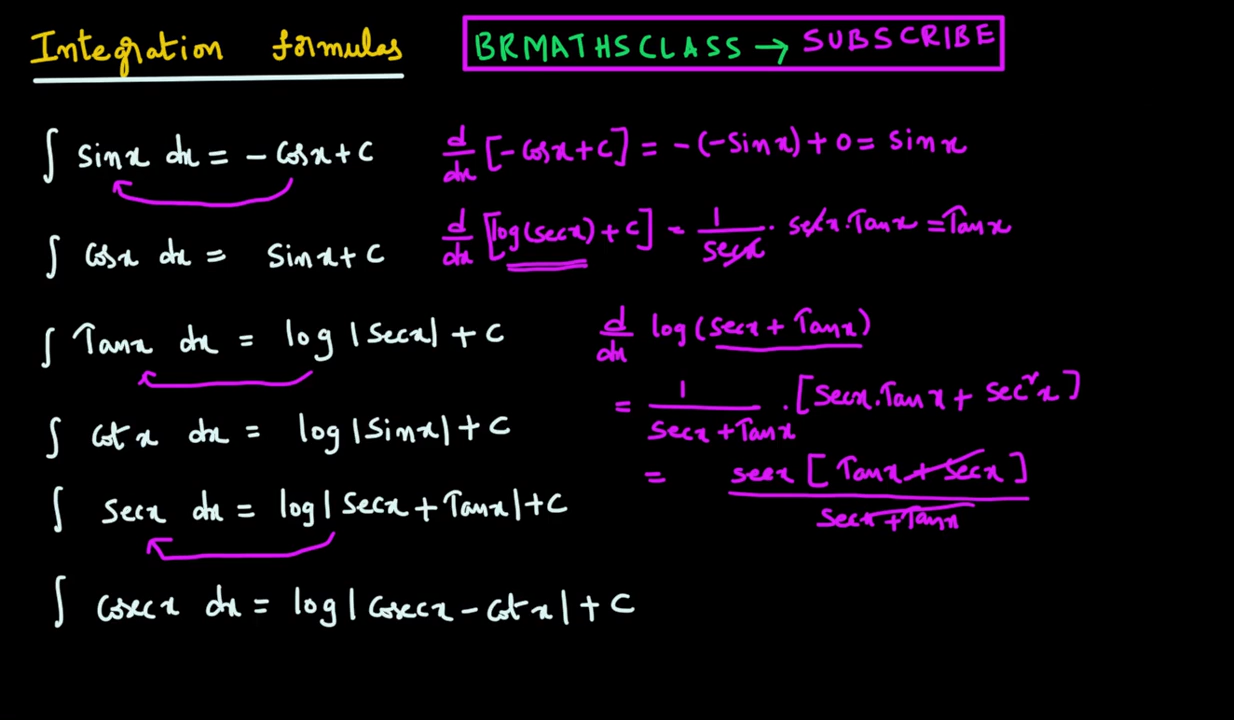 Integration formulas
BRMATHSCLASS → SUBSCRIBE
∫ Sinx dx = - Cosx + C
d/dx [-Cosx + C] = -(-Sinx) + 0 = Sinx
∫ Cosx dx = Sinx + C
d/dx [log(secx) + C] = 1/secx · secx.Tanx = Tanx
∫ Tanx dx = log |Secx| + C
d/dx log (secx + Tanx)
= 1/(Secx + Tanx) . [Secx.Tanx + Sec²x]
∫ Cotx dx = log |Sinx| + C
= secx [Tanx + Secx] / (Secx + Tanx)
∫ Secx dx = log | Secx + Tanx | + C
∫ Cosecx dx = log | Cosecx - Cotx | + C